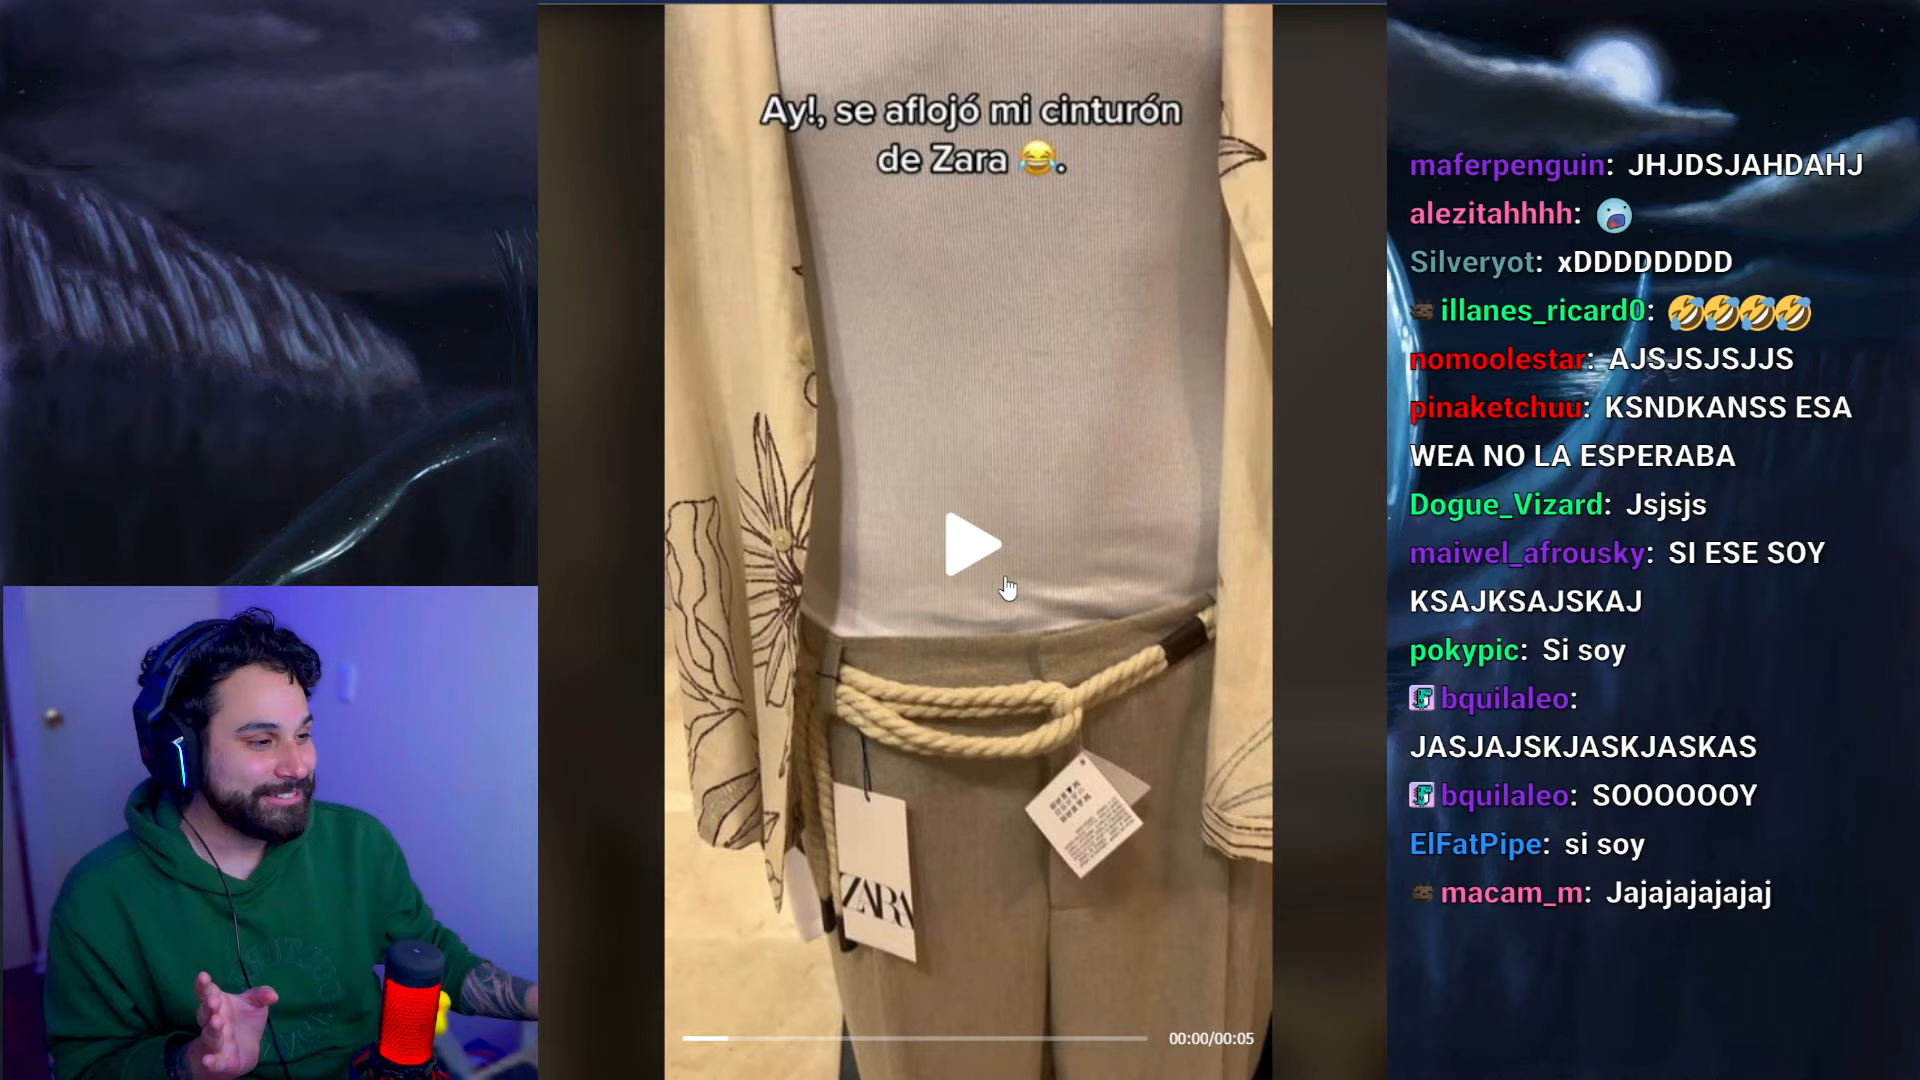 Ay!, se aflojó mi cinturón
de Zara 😂.
ZARA
00:00/00:05
maferpenguin: JHJDSJAHDAHJ
alezitahhhh:
Silveryot: xDDDDDDDD
illanes_ricard0: 🤣🤣🤣🤣
nomoolestar: AJSJSJSJJS
pinaketchuu: KSNDKANSS ESA
WEA NO LA ESPERABA
Dogue_Vizard: Jsjsjs
maiwel_afrousky: SI ESE SOY
KSAJKSAJSKAJ
pokypic: Si soy
bquilaleo:
JASJAJSKJASKJASKAS
bquilaleo: SOOOOOOY
ElFatPipe: si soy
macam_m: Jajajajajajaj